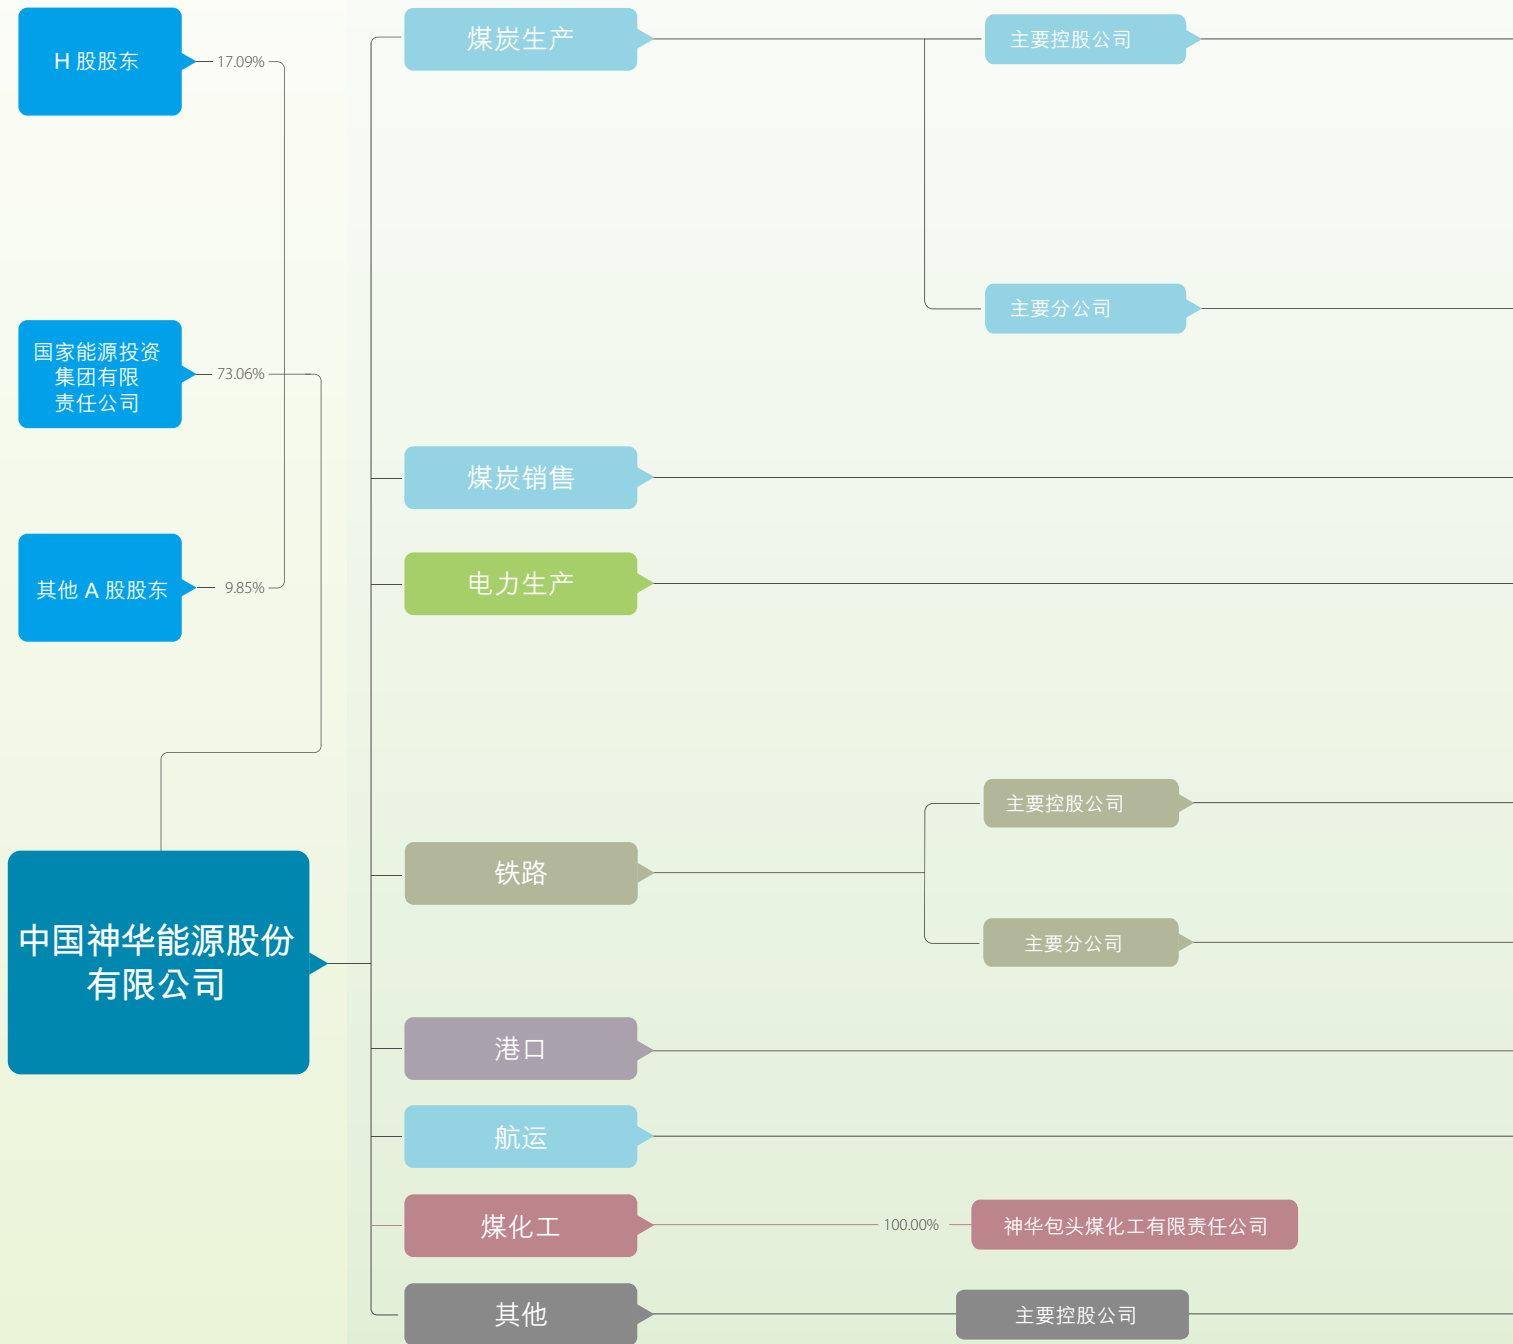 H 股股东
17.09%
国家能源投资
集团有限
责任公司
73.06%
其他 A 股股东
9.85%
中国神华能源股份
有限公司
煤炭生产
主要控股公司
主要分公司
煤炭销售
电力生产
铁路
主要控股公司
主要分公司
港口
航运
煤化工
100.00%
神华包头煤化工有限责任公司
其他
主要控股公司